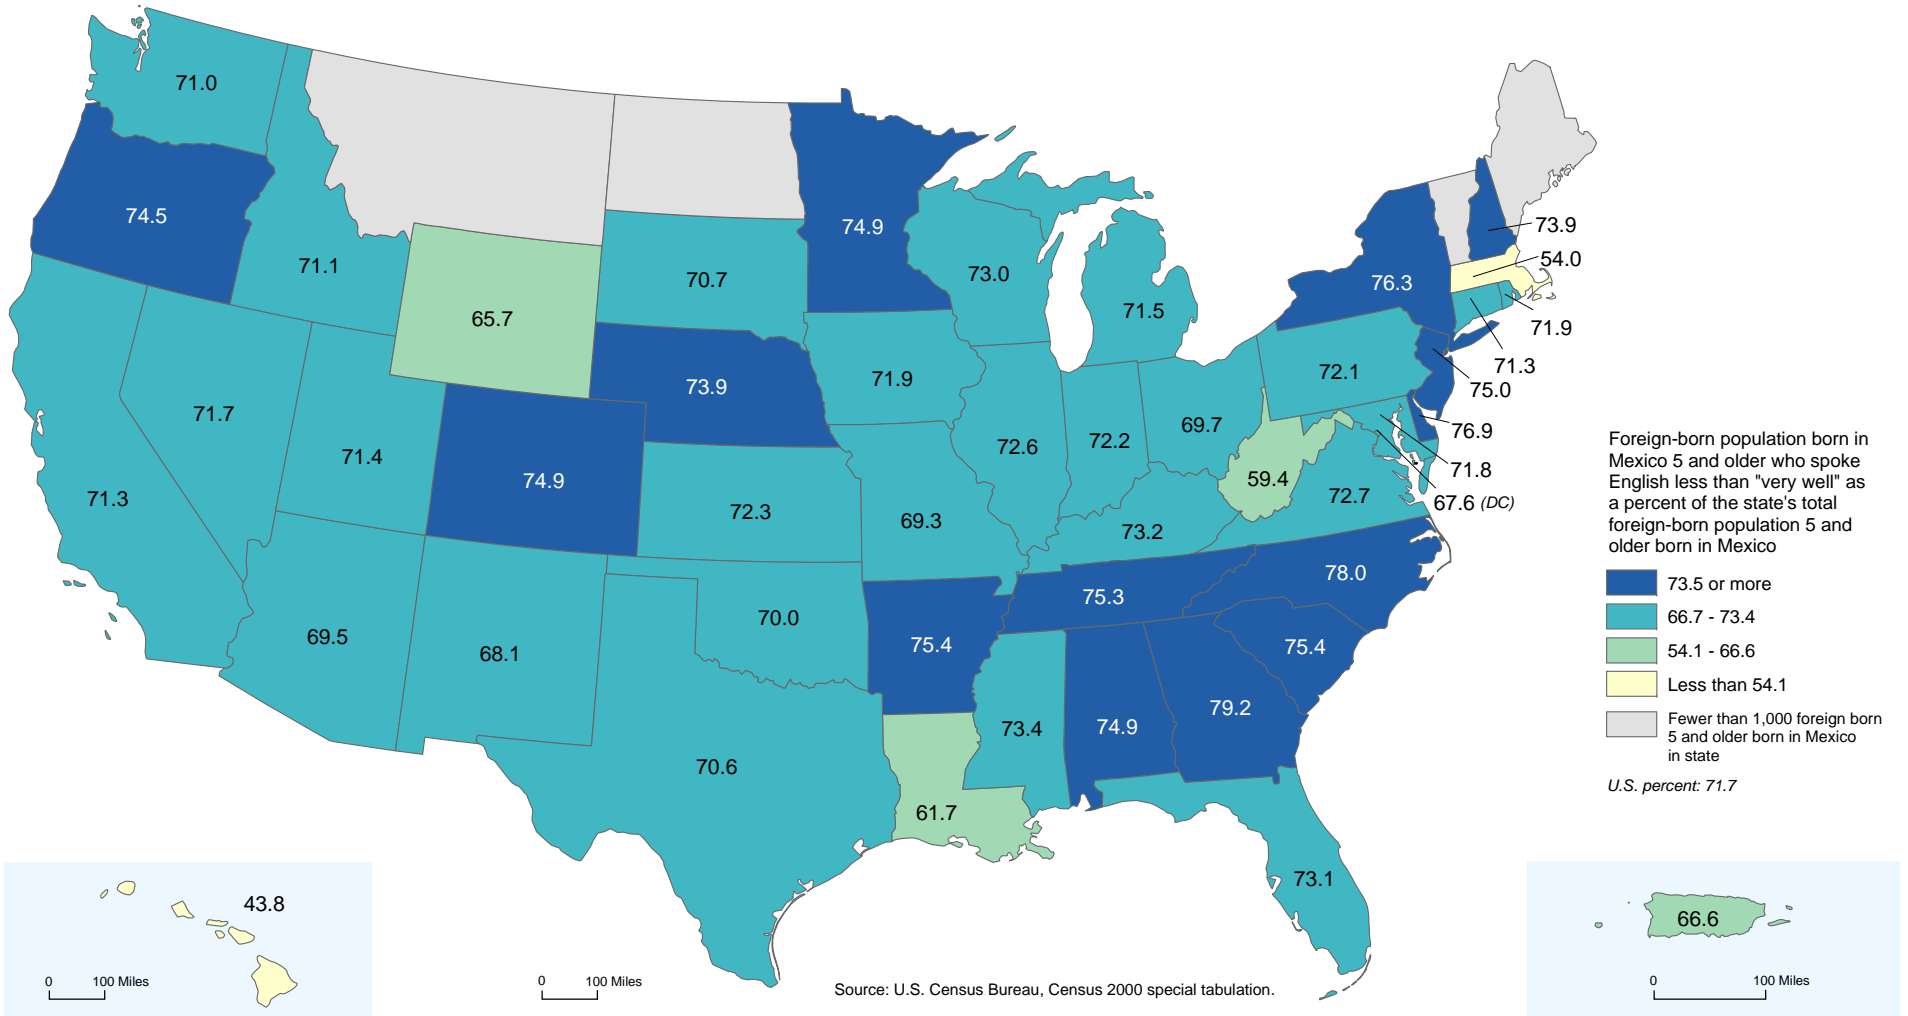 71.0
74.5
74.9
73.9
71.1
70.7
73.0
54.0
76.3
65.7
71.5
71.9
71.3
73.9
71.9
72.1
75.0
71.7
69.7
76.9
71.4
72.6
72.2
71.8
74.9
59.4
72.7
67.6 (DC)
71.3
72.3
69.3
73.2
78.0
75.3
70.0
69.5
68.1
75.4
75.4
79.2
73.4
74.9
70.6
61.7
73.1
43.8
66.6
Foreign-born population born in
Mexico 5 and older who spoke
English less than "very well" as
a percent of the state's total
foreign-born population 5 and
older born in Mexico
73.5 or more
66.7 - 73.4
54.1 - 66.6
Less than 54.1
Fewer than 1,000 foreign born
5 and older born in Mexico
in state
U.S. percent: 71.7
0 100 Miles
0 100 Miles
0 100 Miles
Source: U.S. Census Bureau, Census 2000 special tabulation.